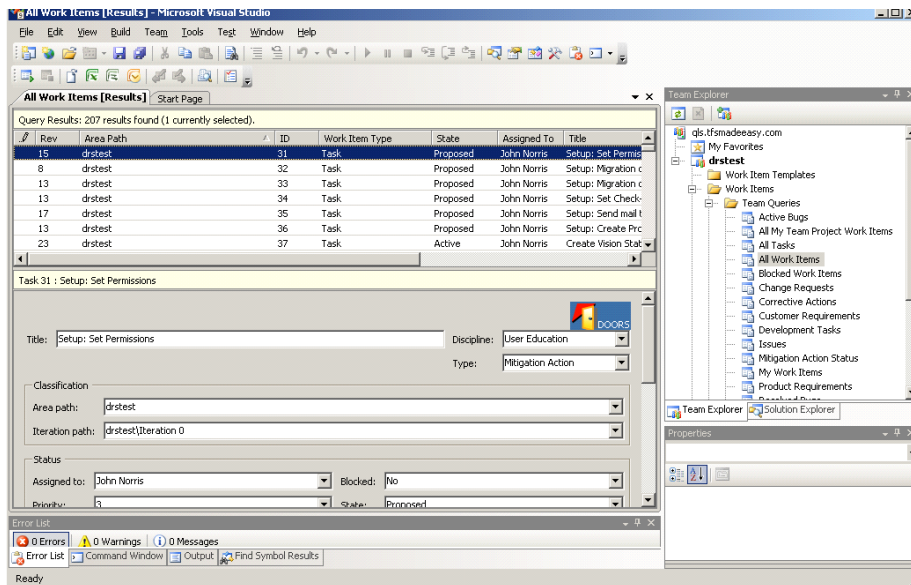 All Work Items [Results] - Microsoft Visual Studio
File Edit View Build Team Tools Test Window Help
All Work Items [Results] Start Page
Query Results: 207 results found (1 currently selected).
Rev Area Path ID Work Item Type State Assigned To Title
15 drstest 31 Task Proposed John Norris Setup: Set Permis
8 drstest 32 Task Proposed John Norris Setup: Migration
13 drstest 33 Task Proposed John Norris Setup: Migration
13 drstest 34 Task Proposed John Norris Setup: Set Check-
17 drstest 35 Task Proposed John Norris Setup: Send mail
13 drstest 36 Task Proposed John Norris Setup: Create Prc
23 drstest 37 Task Active John Norris Create Vision Stat
Task 31 : Setup: Set Permissions
DOORS
Title: Setup: Set Permissions
Discipline: User Education
Type: Mitigation Action
Classification
Area path: drstest
Iteration path: drstest\Iteration 0
Status
Assigned to: John Norris Blocked: No
Priority: 3 State: Proposed
Error List
0 Errors 0 Warnings 0 Messages
Error List Command Window Output Find Symbol Results
Ready
Team Explorer
qls.tfsmadeeasy.com
My Favorites
drstest
Work Item Templates
Work Items
Team Queries
Active Bugs
All My Team Project Work Items
All Tasks
All Work Items
Blocked Work Items
Change Requests
Corrective Actions
Customer Requirements
Development Tasks
Issues
Mitigation Action Status
My Work Items
Product Requirements
Resolved Bugs
Team Explorer Solution Explorer
Properties